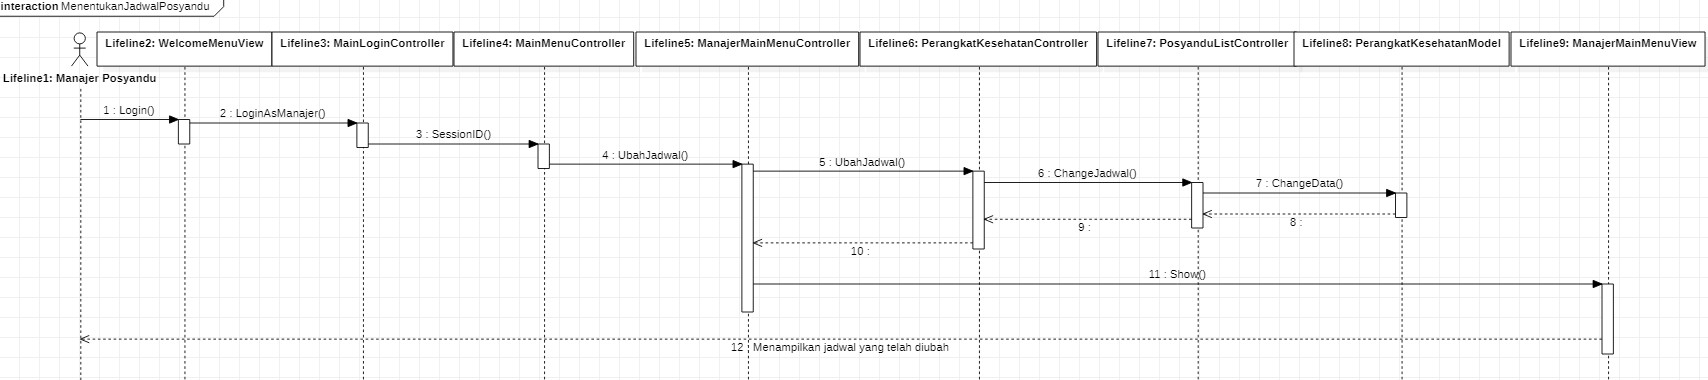 interaction MenentukanJadwalPosyandu
Lifeline2: WelcomeMenuView
Lifeline3: MainLoginController
Lifeline4: MainMenuController
Lifeline5: ManajerMainMenuController
Lifeline6: PerangkatKesehatanController
Lifeline7: PosyanduListController
Lifeline8: PerangkatKesehatanModel
Lifeline9: ManajerMainMenuView
Lifeline1: Manajer Posyandu
1 : Login()
2 : LoginAsManajer()
3 : SessionID()
4 : UbahJadwal()
5 : UbahJadwal()
6 : ChangeJadwal()
7 : ChangeData()
8 :
9 :
10 :
11 : Show()
12 : Menampilkan jadwal yang telah diubah